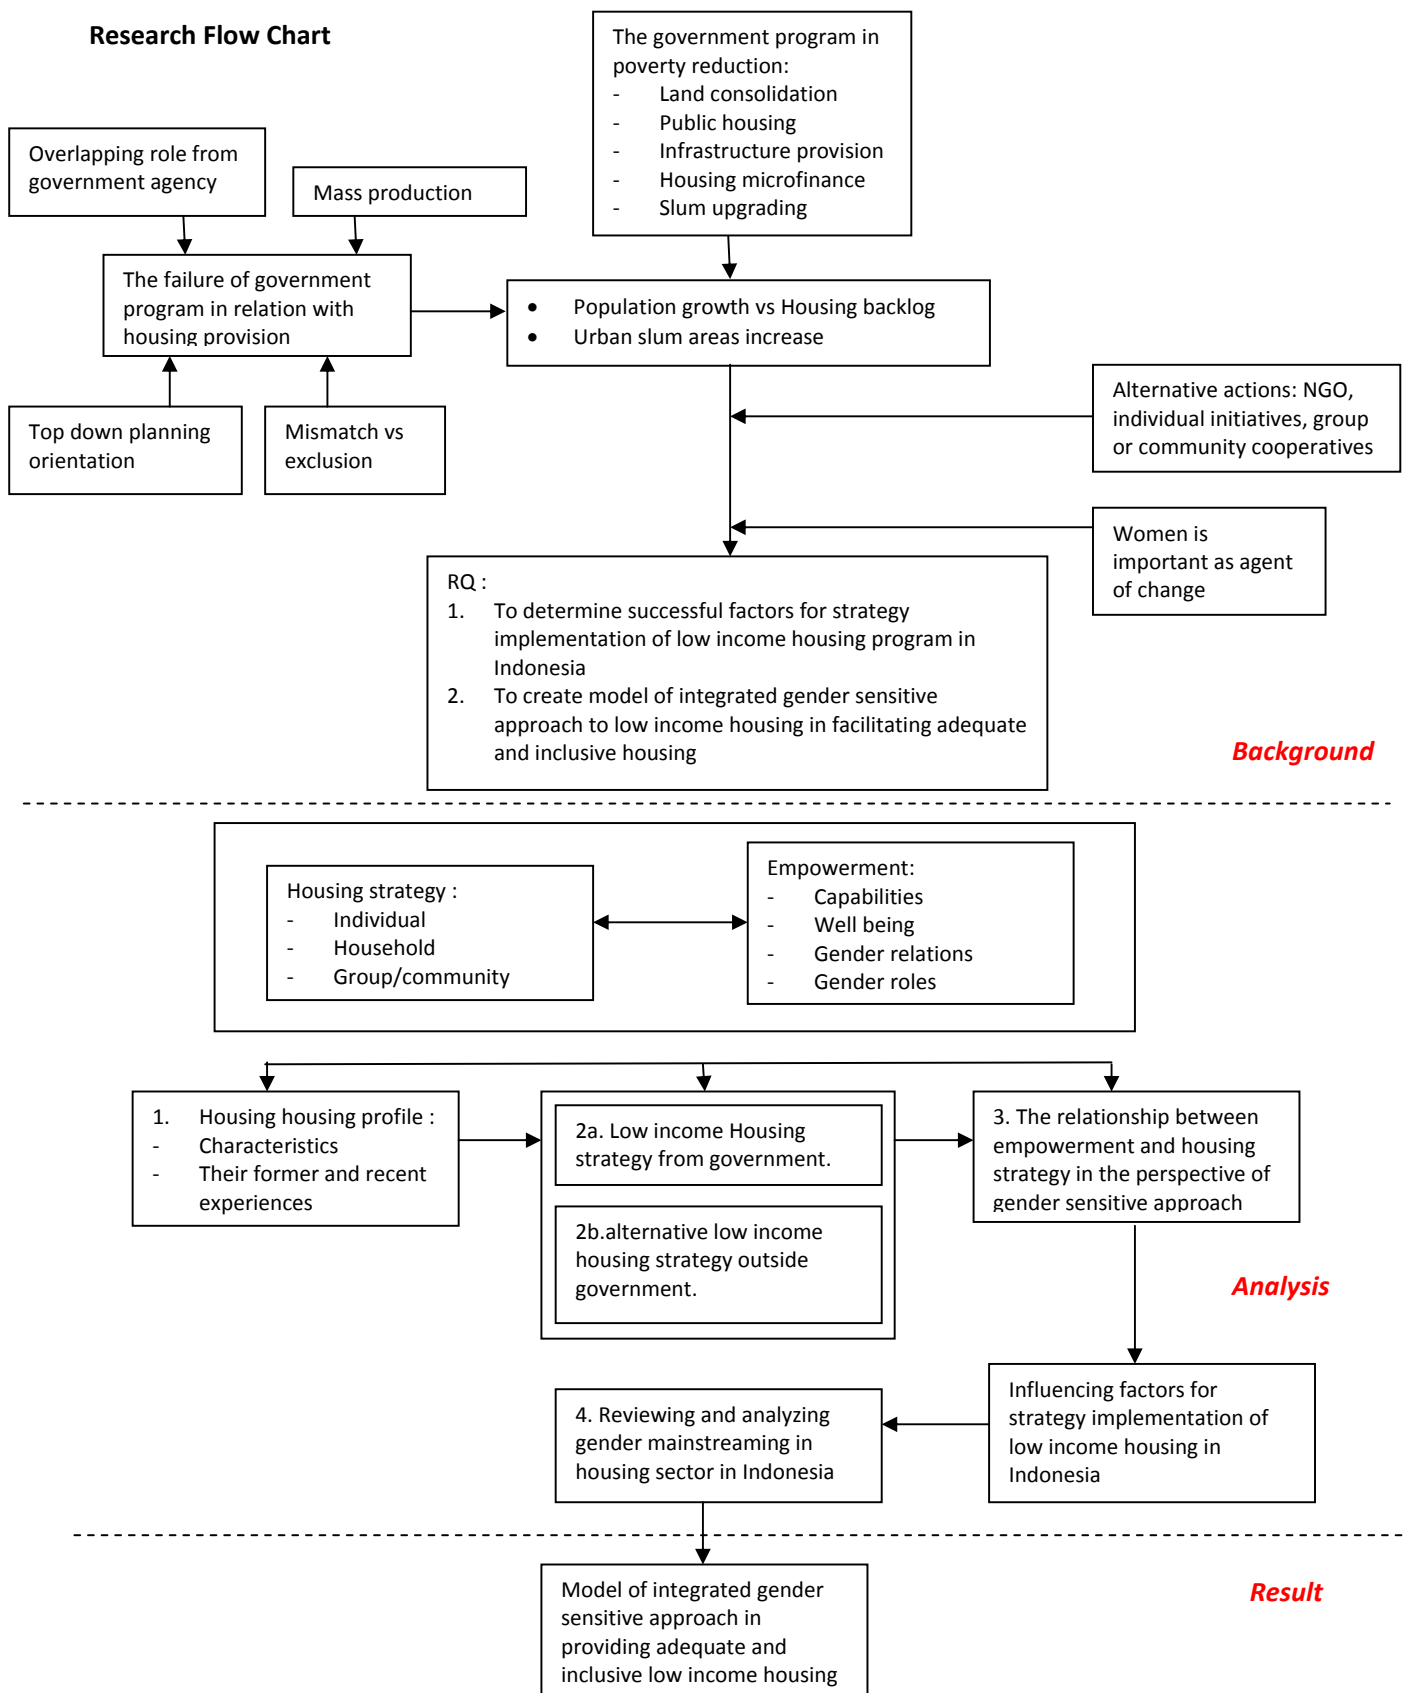 Research Flow Chart
The government program in
poverty reduction:
- Land consolidation
- Public housing
- Infrastructure provision
- Housing microfinance
- Slum upgrading
Overlapping role from
government agency
Mass production
The failure of government
program in relation with
housing provision
• Population growth vs Housing backlog
• Urban slum areas increase
Top down planning
orientation
Mismatch vs
exclusion
Alternative actions: NGO,
individual initiatives, group
or community cooperatives
Women is
important as agent
of change
RQ :
1. To determine successful factors for strategy
implementation of low income housing program in
Indonesia
2. To create model of integrated gender sensitive
approach to low income housing in facilitating adequate
and inclusive housing
Background
Housing strategy :
- Individual
- Household
- Group/community
Empowerment:
- Capabilities
- Well being
- Gender relations
- Gender roles
1. Housing housing profile :
- Characteristics
- Their former and recent
experiences
2a. Low income Housing
strategy from government.
2b.alternative low income
housing strategy outside
government.
3. The relationship between
empowerment and housing
strategy in the perspective of
gender sensitive approach
Analysis
Influencing factors for
strategy implementation of
low income housing in
Indonesia
4. Reviewing and analyzing
gender mainstreaming in
housing sector in Indonesia
Model of integrated gender
sensitive approach in
providing adequate and
inclusive low income housing
Result